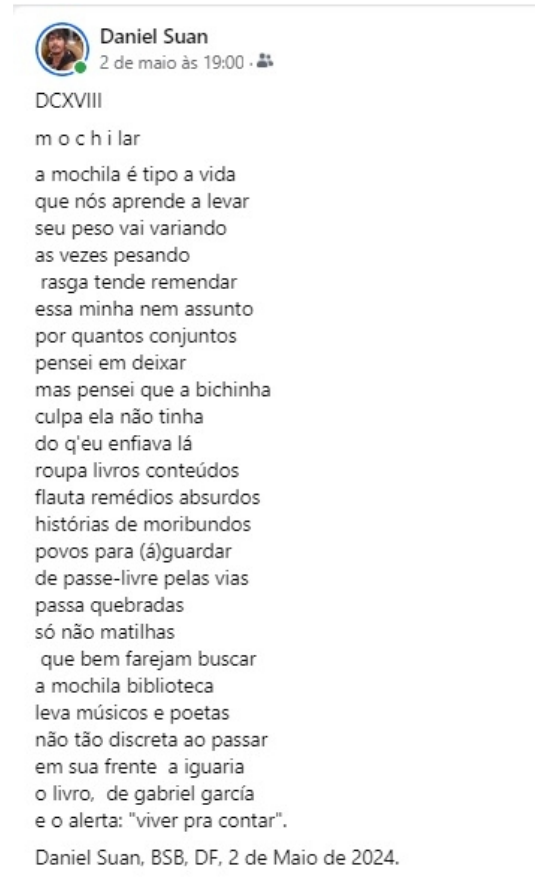 Daniel Suan
2 de maio às 19:00 ·
DCXVIII
m o c h i lar
a mochila é tipo a vida
que nós aprende a levar
seu peso vai variando
as vezes pesando
rasga tende remendar
essa minha nem assunto
por quantos conjuntos
pensei em deixar
mas pensei que a bichinha
culpa ela não tinha
do q'eu enfiava lá
roupa livros conteúdos
flauta remédios absurdos
histórias de moribundos
povos para (á)guardar
de passe-livre pelas vias
passa quebradas
só não matilhas
que bem farejam buscar
a mochila biblioteca
leva músicos e poetas
não tão discreta ao passar
em sua frente  a iguaria
o livro,  de gabriel garcía
e o alerta: "viver pra contar".
Daniel Suan, BSB, DF, 2 de Maio de 2024.